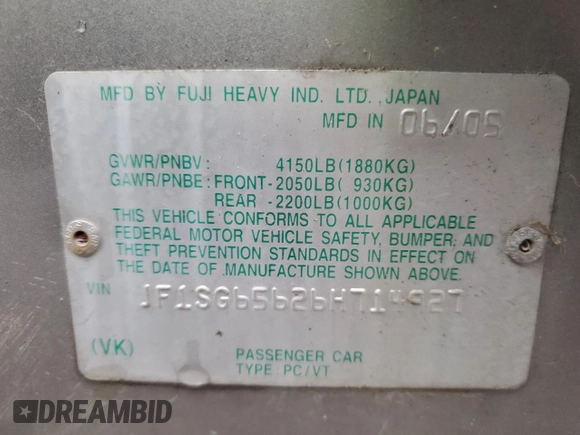 MFD BY FUJI HEAVY IND. LTD. , JAPAN
MFD IN 06/05
GVWR/PNBV : 4150LB(1880KG)
GAWR/PNBE : FRONT-2050LB( 930KG)
REAR -2200LB(1000KG)
THIS VEHICLE CONFORMS TO ALL APPLICABLE
FEDERAL MOTOR VEHICLE SAFETY, BUMPER, AND
THEFT PREVENTION STANDARDS IN EFFECT ON
THE DATE OF MANUFACTURE SHOWN ABOVE.
VIN JF1SG65626H714927
(VK) PASSENGER CAR
TYPE : PC/VT
DREAMBID